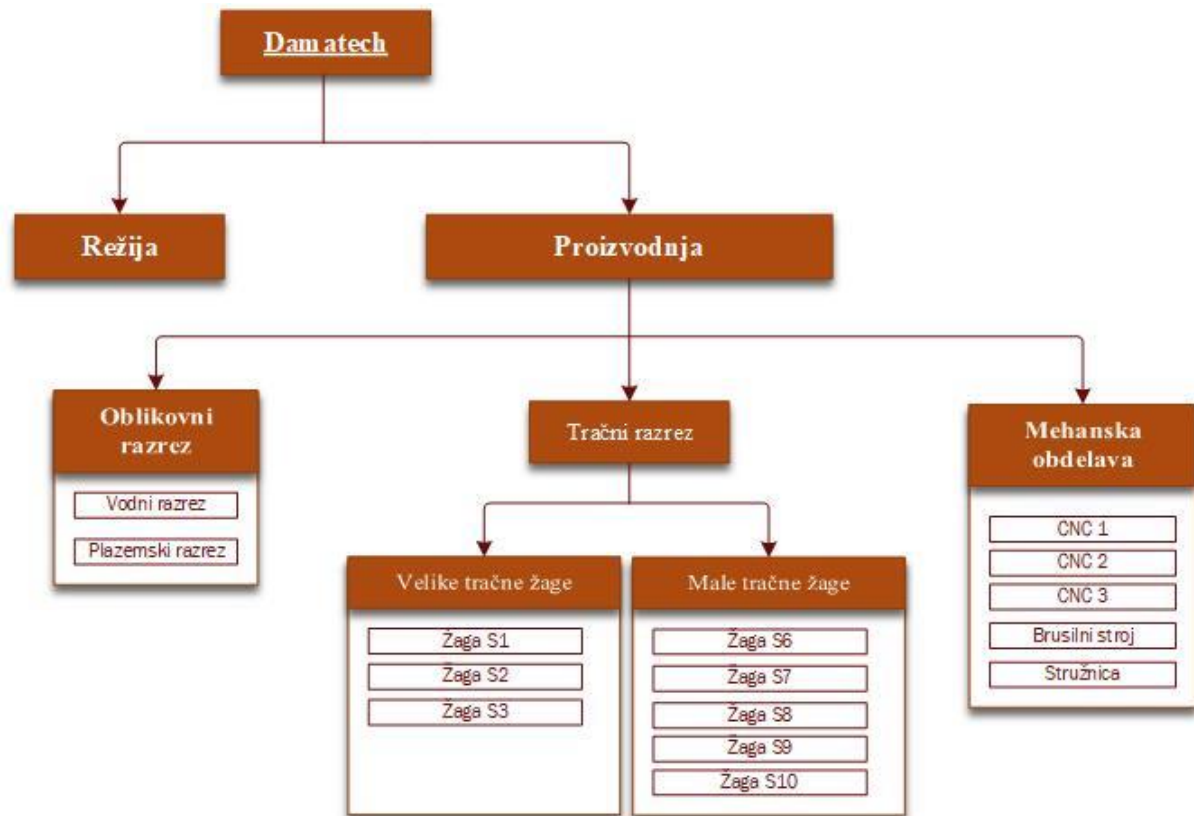 Damatech
Režija
Proizvodnja
Oblikovni
razrez
Vodni razrez
Plazemski razrez
Tračni razrez
Velike tračne žage
Žaga S1
Žaga S2
Žaga S3
Male tračne žage
Žaga S6
Žaga S7
Žaga S8
Žaga S9
Žaga S10
Mehanska
obdelava
CNC 1
CNC 2
CNC 3
Brusilni stroj
Stružnica